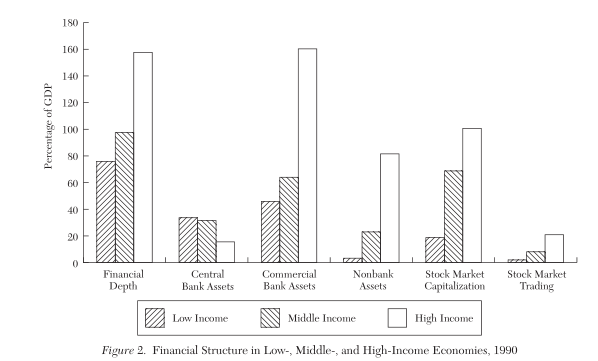 180
160
140
120
100
80
60
40
20
0
Percentage of GDP
Financial
Depth
Central
Bank Assets
Commercial
Bank Assets
Nonbank
Assets
Stock Market
Capitalization
Stock Market
Trading
Low Income
Middle Income
High Income
Figure 2. Financial Structure in Low-, Middle-, and High-Income Economies, 1990